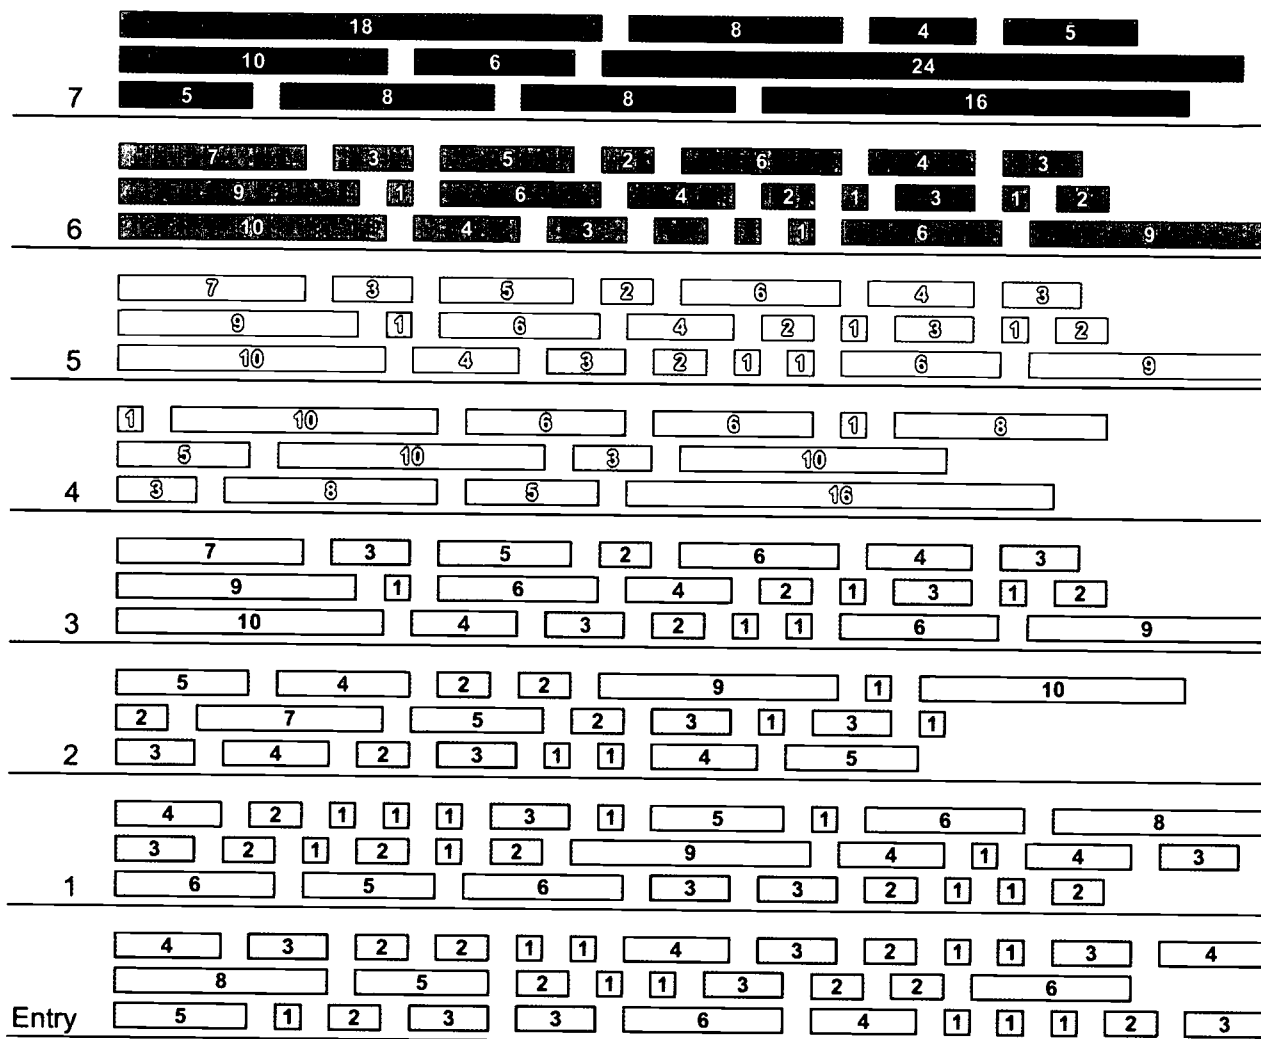 18 8 4 5
10 6 24
7 5 8 8 16
7 3 5 2 6 4 3
9 1 6 4 2 1 3 1 2
6 10 4 3 1 6 9
7 3 5 2 6 4 3
9 1 6 4 2 1 3 1 2
5 10 4 3 2 1 1 6 9
1 10 6 6 1 8
5 10 3 10
4 3 8 5 16
7 3 5 2 6 4 3
9 1 6 4 2 1 3 1 2
3 10 4 3 2 1 1 6 9
5 4 2 2 9 1 10
2 7 5 2 3 1 3 1
2 3 4 2 3 1 1 4 5
4 2 1 1 1 3 1 5 1 6 8
3 2 1 2 1 2 9 4 1 4 3
1 6 5 6 3 3 2 1 1 2
4 3 2 2 1 1 4 3 2 1 1 3 4
8 5 2 1 1 3 2 2 6
Entry 5 1 2 3 3 6 4 1 1 1 2 3